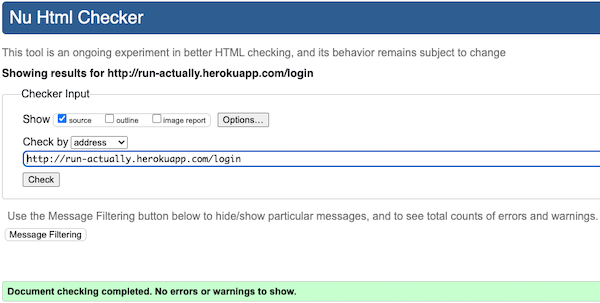 Nu Html Checker
This tool is an ongoing experiment in better HTML checking, and its behavior remains subject to change
Showing results for http://run-actually.herokuapp.com/login
Checker Input
Show source outline image report Options...
Check by address
http://run-actually.herokuapp.com/login
Check
Use the Message Filtering button below to hide/show particular messages, and to see total counts of errors and warnings.
Message Filtering
Document checking completed. No errors or warnings to show.